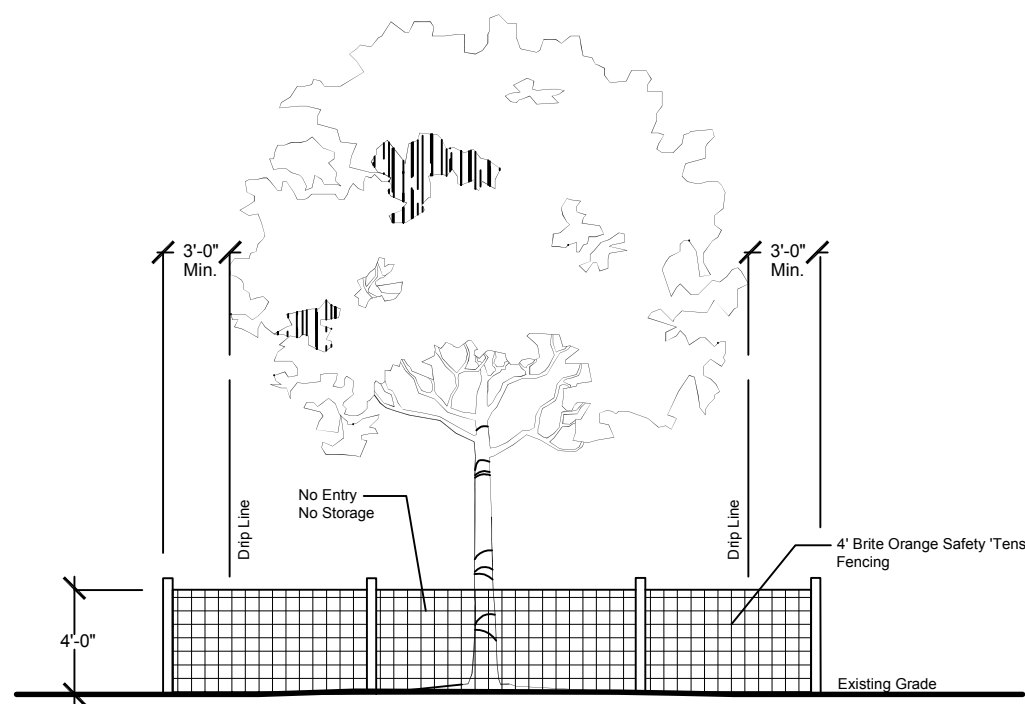 3'-0"
Min.
3'-0"
Min.
No Entry
No Storage
Drip Line
Drip Line
4' Brite Orange Safety 'Tens
Fencing
4'-0"
Existing Grade